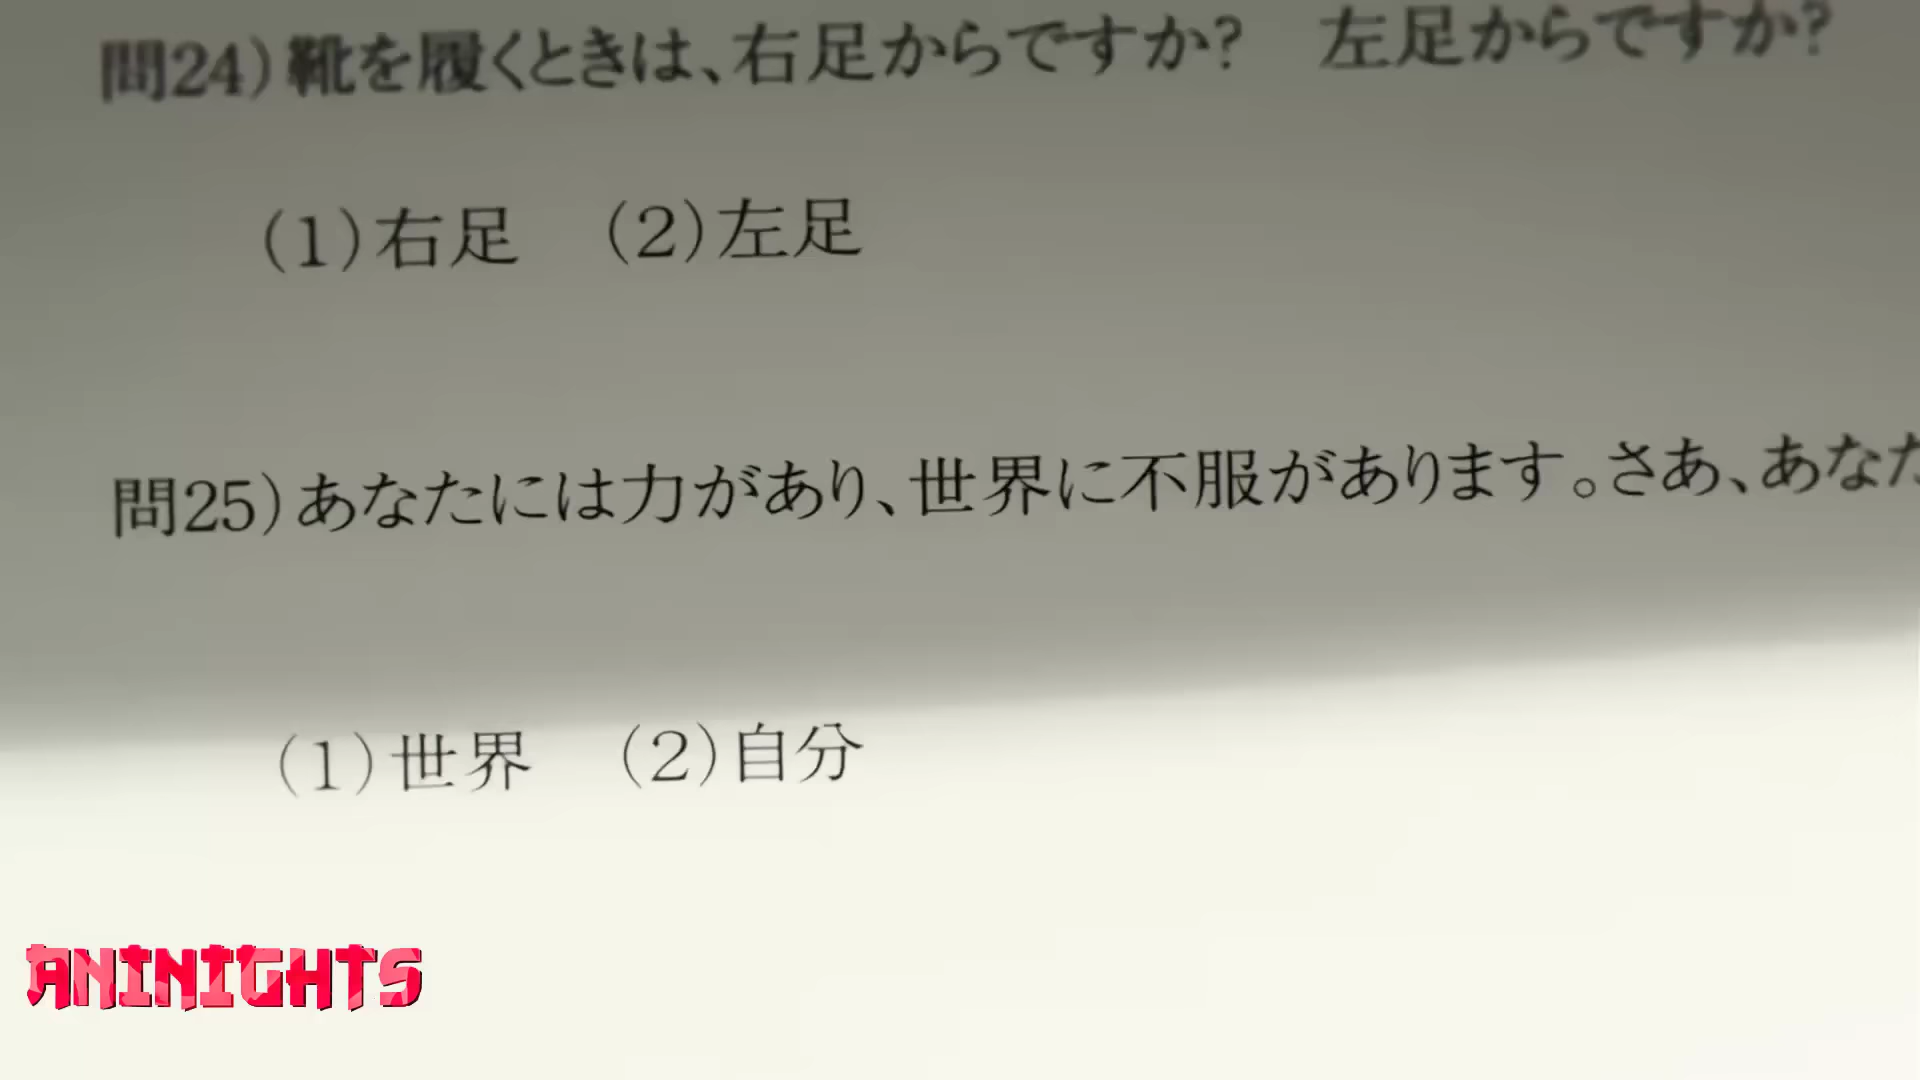 問24)靴を履くときは、右足からですか? 左足からですか?
(1)右足 (2)左足
問25)あなたには力があり、世界に不服があります。さあ、あなた
(1)世界 (2)自分
ANINIGHTS